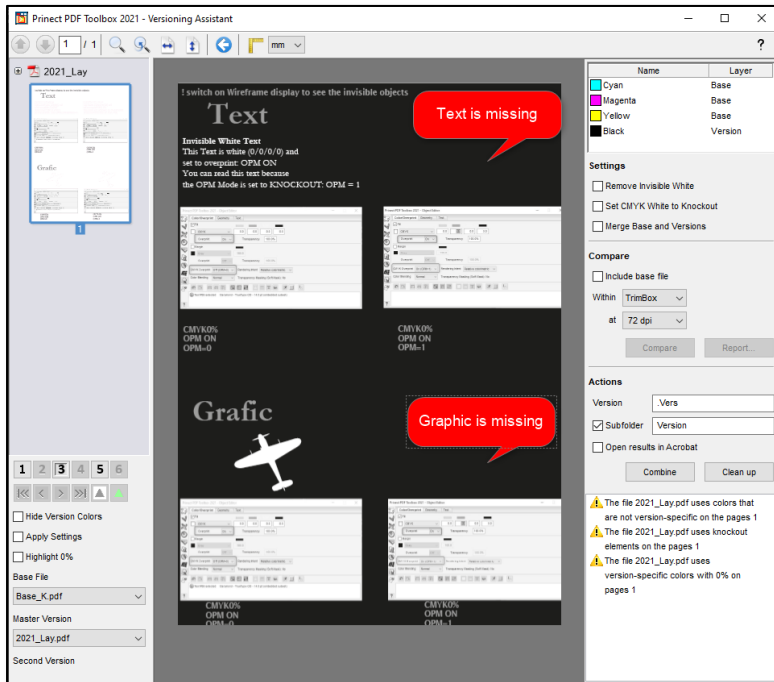 Prinect PDF Toolbox 2021 - Versioning Assistant
1 / 1
mm
?
2021_Lay
1
! switch on Wireframe display to see the invisible objects
Text
Text is missing
Invisible White Text
This Text is white (0/0/0/0) and
set to overprint: OPM ON
You can read this text because
the OPM Mode is set to KNOCKOUT: OPM = 1
CMYK0%
OPM ON
OPM=0
CMYK0%
OPM ON
OPM=1
Grafic
Graphic is missing
CMYK0%
OPM ON
OPM=0
CMYK0%
OPM ON
OPM=1
1 2 3 4 5 6
Hide Version Colors
Apply Settings
Highlight 0%
Base File
Base_K.pdf
Master Version
2021_Lay.pdf
Second Version
Name Layer
Cyan Base
Magenta Base
Yellow Base
Black Version
Settings
Remove Invisible White
Set CMYK White to Knockout
Merge Base and Versions
Compare
Include base file
Within TrimBox
at 72 dpi
Compare Report...
Actions
Version .Vers
Subfolder Version
Open results in Acrobat
Combine Clean up
The file 2021_Lay.pdf uses colors that
are not version-specific on the pages 1
The file 2021_Lay.pdf uses knockout
elements on the pages 1
The file 2021_Lay.pdf uses
version-specific colors with 0% on
pages 1